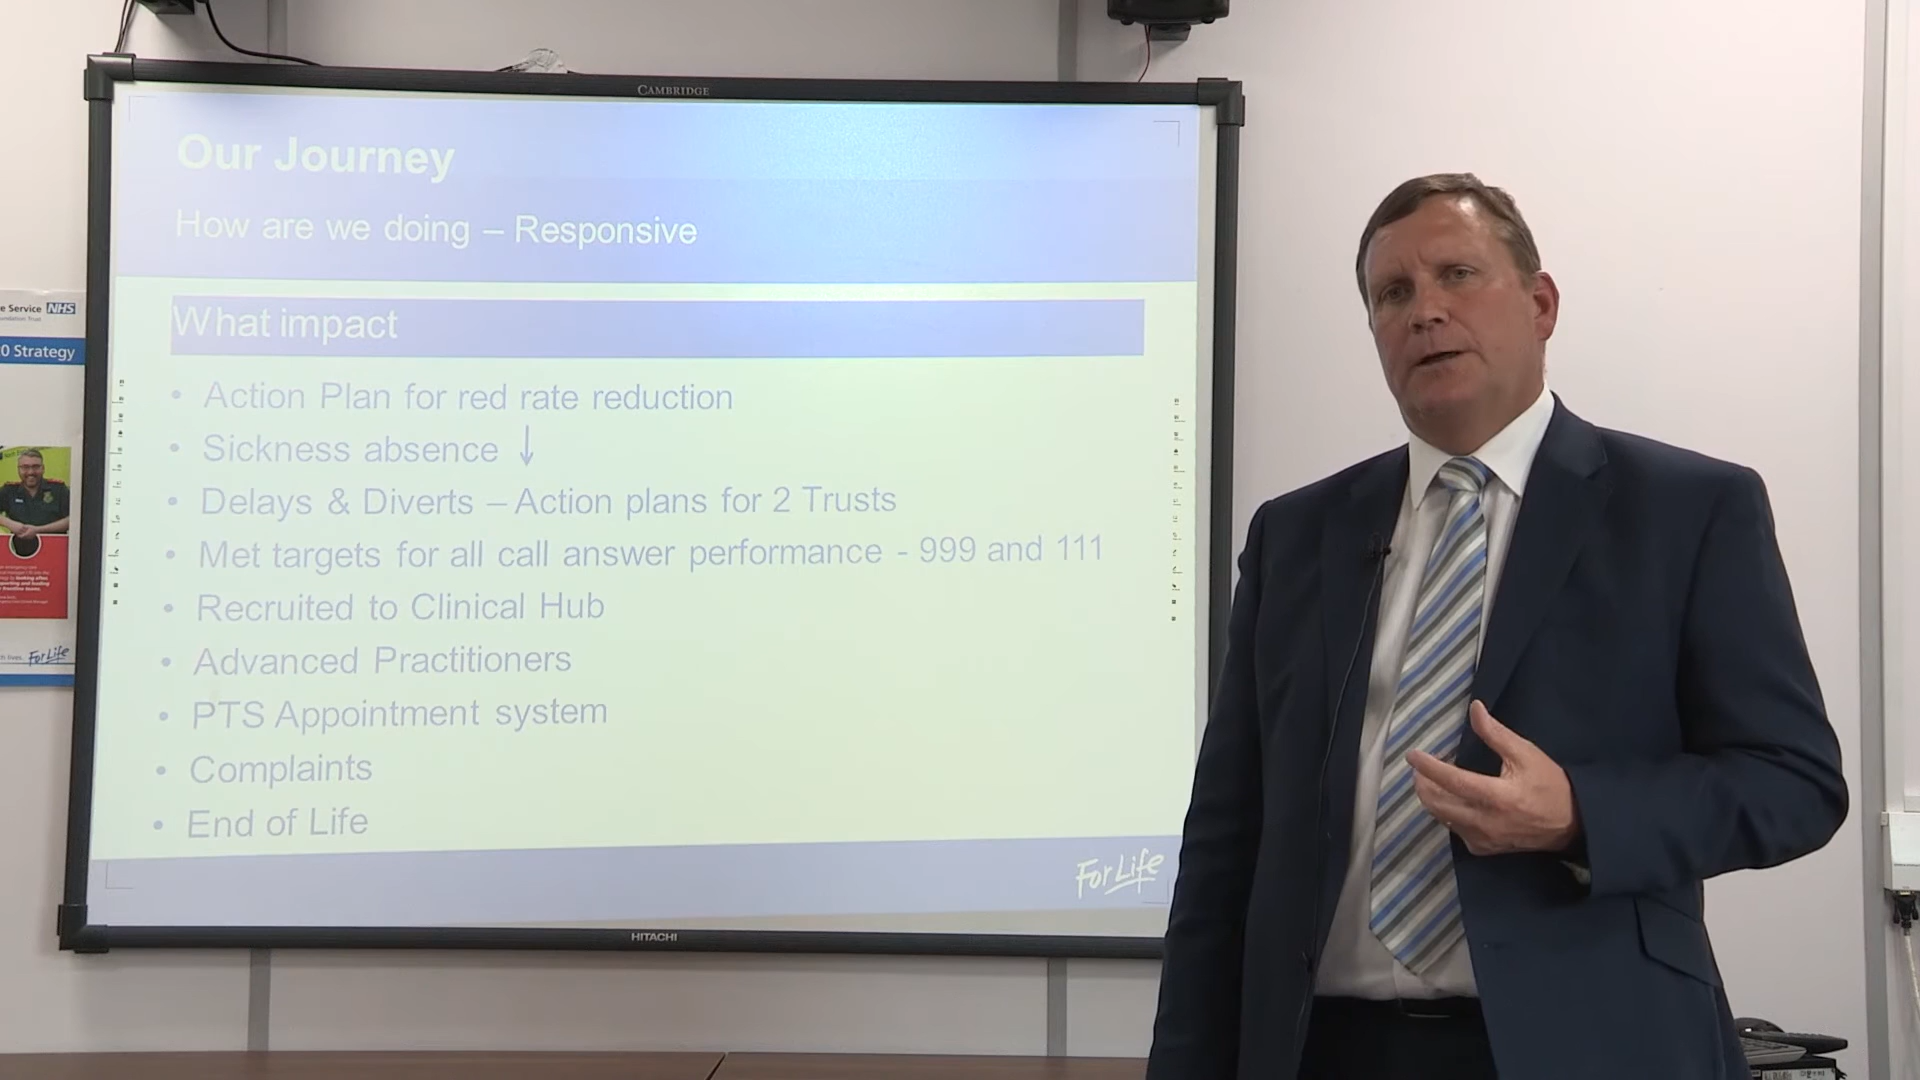 CAMBRIDGE
Our Journey
How are we doing – Responsive
What impact
• Action Plan for red rate reduction
• Sickness absence ↓
• Delays & Diverts – Action plans for 2 Trusts
• Met targets for all call answer performance - 999 and 111
• Recruited to Clinical Hub
• Advanced Practitioners
• PTS Appointment system
• Complaints
• End of Life
For Life
HITACHI
e Service NHS
0 Strategy
For Life